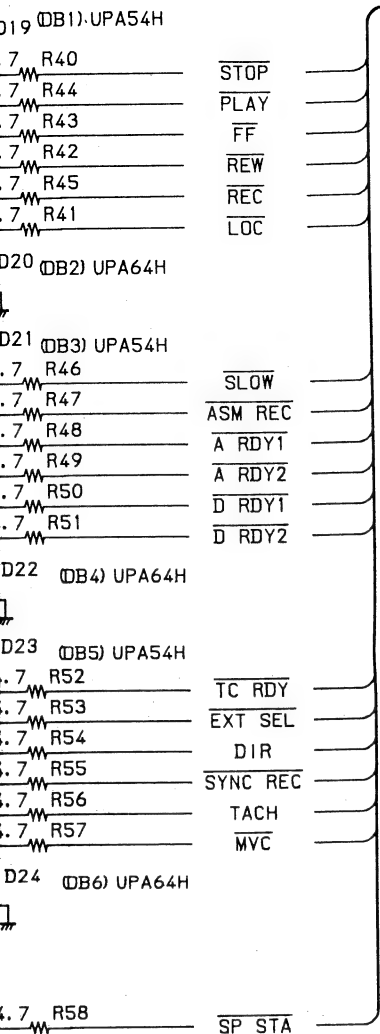 D19 (DB1) UPA54H
.7 R40 STOP
.7 R44 PLAY
.7 R43 FF
.7 R42 REW
.7 R45 REC
.7 R41 LOC
D20 (DB2) UPA64H
D21 (DB3) UPA54H
.7 R46 SLOW
.7 R47 ASM REC
.7 R48 A RDY1
.7 R49 A RDY2
.7 R50 D RDY1
.7 R51 D RDY2
D22 (DB4) UPA64H
D23 (DB5) UPA54H
.7 R52 TC RDY
.7 R53 EXT SEL
.7 R54 DIR
.7 R55 SYNC REC
.7 R56 TACH
.7 R57 MVC
D24 (DB6) UPA64H
4.7 R58 SP STA